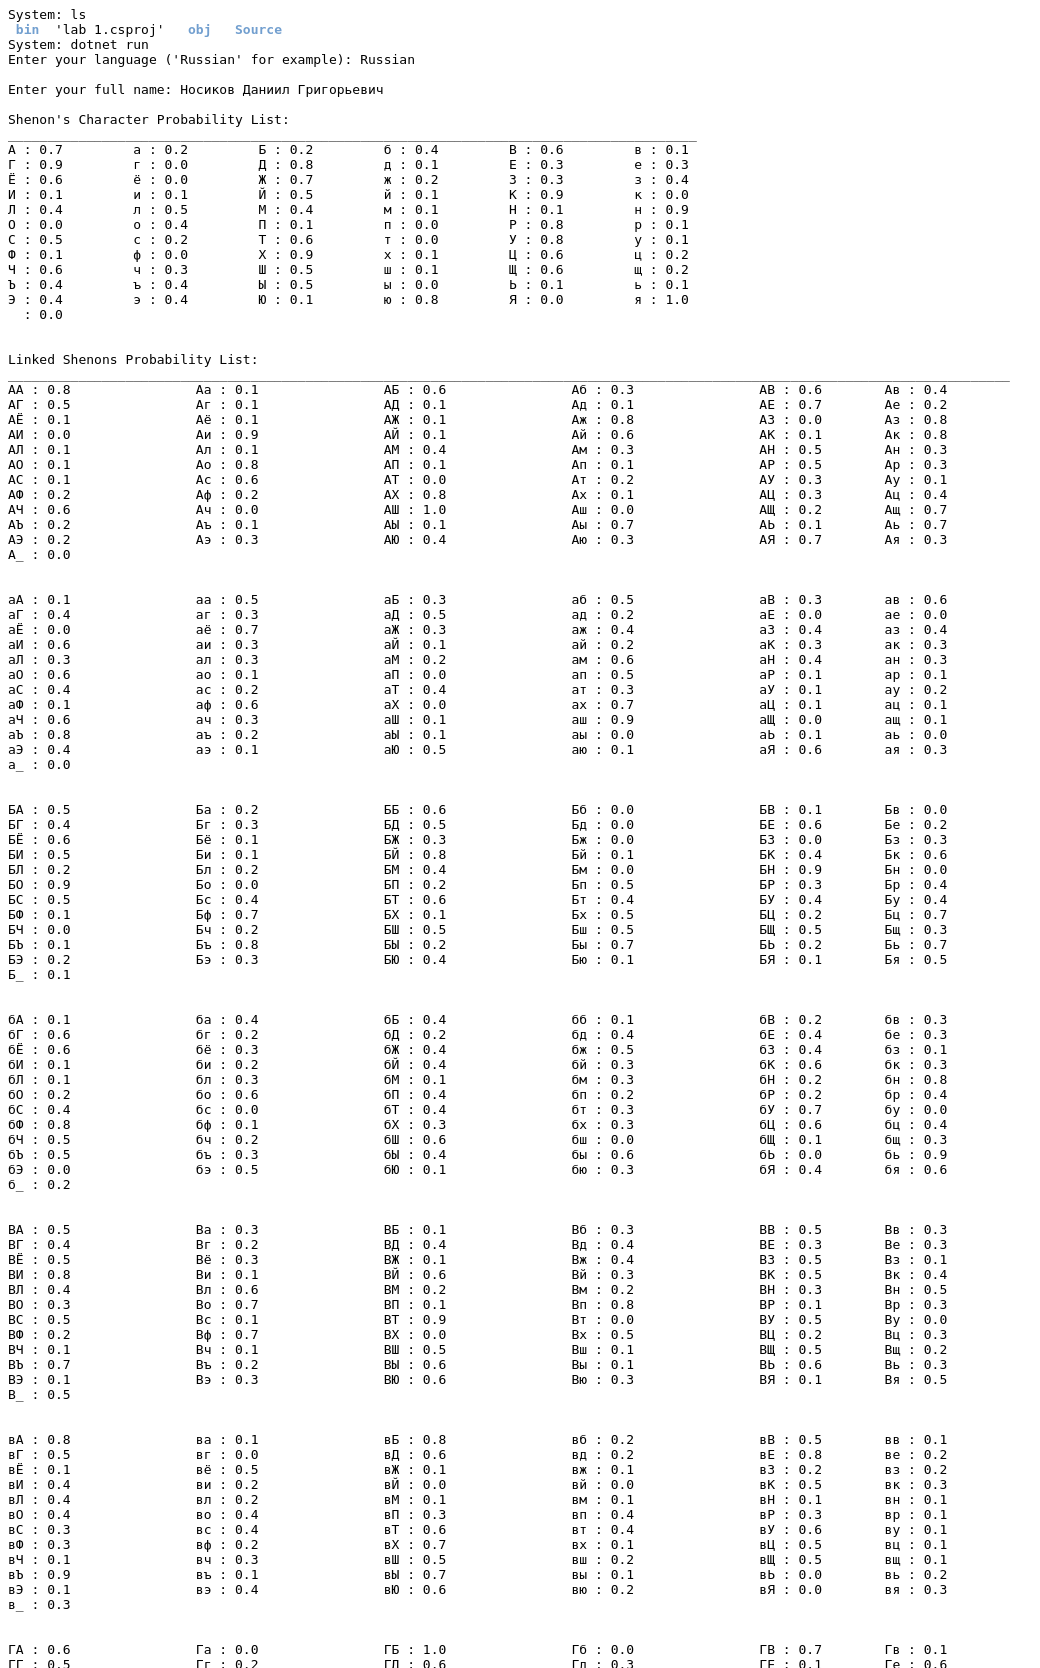 System: ls
bin  'lab 1.csproj'   obj   Source
System: dotnet run
Enter your language ('Russian' for example): Russian
Enter your full name: Носиков Даниил Григорьевич
Shenon's Character Probability List:
А : 0.7         а : 0.2         Б : 0.2         б : 0.4         В : 0.6         в : 0.1
Г : 0.9         г : 0.0         Д : 0.8         д : 0.1         Е : 0.3         е : 0.3
Ё : 0.6         ё : 0.0         Ж : 0.7         ж : 0.2         З : 0.3         з : 0.4
И : 0.1         и : 0.1         Й : 0.5         й : 0.1         К : 0.9         к : 0.0
Л : 0.4         л : 0.5         М : 0.4         м : 0.1         Н : 0.1         н : 0.9
О : 0.0         о : 0.4         П : 0.1         п : 0.0         Р : 0.8         р : 0.1
С : 0.5         с : 0.2         Т : 0.6         т : 0.0         У : 0.8         у : 0.1
Ф : 0.1         ф : 0.0         Х : 0.9         х : 0.1         Ц : 0.6         ц : 0.2
Ч : 0.6         ч : 0.3         Ш : 0.5         ш : 0.1         Щ : 0.6         щ : 0.2
Ъ : 0.4         ъ : 0.4         Ы : 0.5         ы : 0.0         Ь : 0.1         ь : 0.1
Э : 0.4         э : 0.4         Ю : 0.1         ю : 0.8         Я : 0.0         я : 1.0
: 0.0
Linked Shenons Probability List:
АА : 0.8 Аа : 0.1 АБ : 0.6 Аб : 0.3 АВ : 0.6 Ав : 0.4
АГ : 0.5 Аг : 0.1 АД : 0.1 Ад : 0.1 АЕ : 0.7 Ае : 0.2
АЁ : 0.1 Аё : 0.1 АЖ : 0.1 Аж : 0.8 АЗ : 0.0 Аз : 0.8
АИ : 0.0 Аи : 0.9 АЙ : 0.1 Ай : 0.6 АК : 0.1 Ак : 0.8
АЛ : 0.1 Ал : 0.1 АМ : 0.4 Ам : 0.3 АН : 0.5 Ан : 0.3
АО : 0.1 Ао : 0.8 АП : 0.1 Ап : 0.1 АР : 0.5 Ар : 0.3
АС : 0.1 Ас : 0.6 АТ : 0.0 Ат : 0.2 АУ : 0.3 Ау : 0.1
АФ : 0.2 Аф : 0.2 АХ : 0.8 Ах : 0.1 АЦ : 0.3 Ац : 0.4
АЧ : 0.6 Ач : 0.0 АШ : 1.0 Аш : 0.0 АЩ : 0.2 Ащ : 0.7
АЪ : 0.2 Аъ : 0.1 АЫ : 0.1 Аы : 0.7 АЬ : 0.1 Аь : 0.7
АЭ : 0.2 Аэ : 0.3 АЮ : 0.4 Аю : 0.3 АЯ : 0.7 Ая : 0.3
А_ : 0.0
аА : 0.1 аа : 0.5 аБ : 0.3 аб : 0.5 аВ : 0.3 ав : 0.6
аГ : 0.4 аг : 0.3 аД : 0.5 ад : 0.2 аЕ : 0.0 ае : 0.0
аЁ : 0.0 аё : 0.7 аЖ : 0.3 аж : 0.4 аЗ : 0.4 аз : 0.4
аИ : 0.6 аи : 0.3 аЙ : 0.1 ай : 0.2 аК : 0.3 ак : 0.3
аЛ : 0.3 ал : 0.3 аМ : 0.2 ам : 0.6 аН : 0.4 ан : 0.3
аО : 0.6 ао : 0.1 аП : 0.0 ап : 0.5 аР : 0.1 ар : 0.1
аС : 0.4 ас : 0.2 аТ : 0.4 ат : 0.3 аУ : 0.1 ау : 0.2
аФ : 0.1 аф : 0.6 аХ : 0.0 ах : 0.7 аЦ : 0.1 ац : 0.1
аЧ : 0.6 ач : 0.3 аШ : 0.1 аш : 0.9 аЩ : 0.0 ащ : 0.1
аЪ : 0.8 аъ : 0.2 аЫ : 0.1 аы : 0.0 аЬ : 0.1 аь : 0.0
аЭ : 0.4 аэ : 0.1 аЮ : 0.5 аю : 0.1 аЯ : 0.6 ая : 0.3
а_ : 0.0
БА : 0.5 Ба : 0.2 ББ : 0.6 Бб : 0.0 БВ : 0.1 Бв : 0.0
БГ : 0.4 Бг : 0.3 БД : 0.5 Бд : 0.0 БЕ : 0.6 Бе : 0.2
БЁ : 0.6 Бё : 0.1 БЖ : 0.3 Бж : 0.0 БЗ : 0.0 Бз : 0.3
БИ : 0.5 Би : 0.1 БЙ : 0.8 Бй : 0.1 БК : 0.4 Бк : 0.6
БЛ : 0.2 Бл : 0.2 БМ : 0.4 Бм : 0.0 БН : 0.9 Бн : 0.0
БО : 0.9 Бо : 0.0 БП : 0.2 Бп : 0.5 БР : 0.3 Бр : 0.4
БС : 0.5 Бс : 0.4 БТ : 0.6 Бт : 0.4 БУ : 0.4 Бу : 0.4
БФ : 0.1 Бф : 0.7 БХ : 0.1 Бх : 0.5 БЦ : 0.2 Бц : 0.7
БЧ : 0.0 Бч : 0.2 БШ : 0.5 Бш : 0.5 БЩ : 0.5 Бщ : 0.3
БЪ : 0.1 Бъ : 0.8 БЫ : 0.2 Бы : 0.7 БЬ : 0.2 Бь : 0.7
БЭ : 0.2 Бэ : 0.3 БЮ : 0.4 Бю : 0.1 БЯ : 0.1 Бя : 0.5
Б_ : 0.1
бА : 0.1 ба : 0.4 бБ : 0.4 бб : 0.1 бВ : 0.2 бв : 0.3
бГ : 0.6 бг : 0.2 бД : 0.2 бд : 0.4 бЕ : 0.4 бе : 0.3
бЁ : 0.6 бё : 0.3 бЖ : 0.4 бж : 0.5 бЗ : 0.4 бз : 0.1
бИ : 0.1 би : 0.2 бЙ : 0.4 бй : 0.3 бК : 0.6 бк : 0.3
бЛ : 0.1 бл : 0.3 бМ : 0.1 бм : 0.3 бН : 0.2 бн : 0.8
бО : 0.2 бо : 0.6 бП : 0.4 бп : 0.2 бР : 0.2 бр : 0.4
бС : 0.4 бс : 0.0 бТ : 0.4 бт : 0.3 бУ : 0.7 бу : 0.0
бФ : 0.8 бф : 0.1 бХ : 0.3 бх : 0.3 бЦ : 0.6 бц : 0.4
бЧ : 0.5 бч : 0.2 бШ : 0.6 бш : 0.0 бЩ : 0.1 бщ : 0.3
бЪ : 0.5 бъ : 0.3 бЫ : 0.4 бы : 0.6 бЬ : 0.0 бь : 0.9
бЭ : 0.0 бэ : 0.5 бЮ : 0.1 бю : 0.3 бЯ : 0.4 бя : 0.6
б_ : 0.2
ВА : 0.5 Ва : 0.3 ВБ : 0.1 Вб : 0.3 ВВ : 0.5 Вв : 0.3
ВГ : 0.4 Вг : 0.2 ВД : 0.4 Вд : 0.4 ВЕ : 0.3 Ве : 0.3
ВЁ : 0.5 Вё : 0.3 ВЖ : 0.1 Вж : 0.4 ВЗ : 0.5 Вз : 0.1
ВИ : 0.8 Ви : 0.1 ВЙ : 0.6 Вй : 0.3 ВК : 0.5 Вк : 0.4
ВЛ : 0.4 Вл : 0.6 ВМ : 0.2 Вм : 0.2 ВН : 0.3 Вн : 0.5
ВО : 0.3 Во : 0.7 ВП : 0.1 Вп : 0.8 ВР : 0.1 Вр : 0.3
ВС : 0.5 Вс : 0.1 ВТ : 0.9 Вт : 0.0 ВУ : 0.5 Ву : 0.0
ВФ : 0.2 Вф : 0.7 ВХ : 0.0 Вх : 0.5 ВЦ : 0.2 Вц : 0.3
ВЧ : 0.1 Вч : 0.1 ВШ : 0.5 Вш : 0.1 ВЩ : 0.5 Вщ : 0.2
ВЪ : 0.7 Въ : 0.2 ВЫ : 0.6 Вы : 0.1 ВЬ : 0.6 Вь : 0.3
ВЭ : 0.1 Вэ : 0.3 ВЮ : 0.6 Вю : 0.3 ВЯ : 0.1 Вя : 0.5
В_ : 0.5
вА : 0.8 ва : 0.1 вБ : 0.8 вб : 0.2 вВ : 0.5 вв : 0.1
вГ : 0.5 вг : 0.0 вД : 0.6 вд : 0.2 вЕ : 0.8 ве : 0.2
вЁ : 0.1 вё : 0.5 вЖ : 0.1 вж : 0.1 вЗ : 0.2 вз : 0.2
вИ : 0.4 ви : 0.2 вЙ : 0.0 вй : 0.0 вК : 0.5 вк : 0.3
вЛ : 0.4 вл : 0.2 вМ : 0.1 вм : 0.1 вН : 0.1 вн : 0.1
вО : 0.4 во : 0.4 вП : 0.3 вп : 0.4 вР : 0.3 вр : 0.1
вС : 0.3 вс : 0.4 вТ : 0.6 вт : 0.4 вУ : 0.6 ву : 0.1
вФ : 0.3 вф : 0.2 вХ : 0.7 вх : 0.1 вЦ : 0.5 вц : 0.1
вЧ : 0.1 вч : 0.3 вШ : 0.5 вш : 0.2 вЩ : 0.5 вщ : 0.1
вЪ : 0.9 въ : 0.1 вЫ : 0.7 вы : 0.1 вЬ : 0.0 вь : 0.2
вЭ : 0.1 вэ : 0.4 вЮ : 0.6 вю : 0.2 вЯ : 0.0 вя : 0.3
в_ : 0.3
ГА : 0.6 Га : 0.0 ГБ : 1.0 Гб : 0.0 ГВ : 0.7 Гв : 0.1
ГГ : 0.5 Гг : 0.2 ГД : 0.6 Гд : 0.3 ГЕ : 0.1 Ге : 0.6